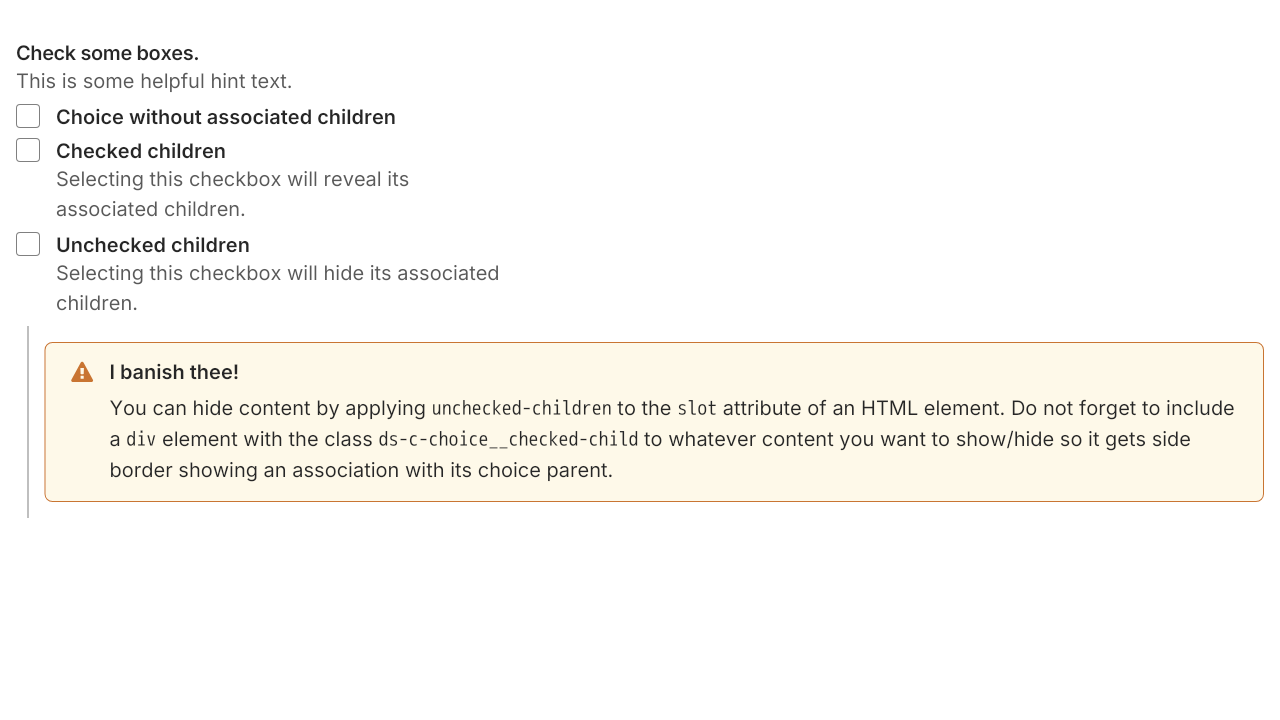 Check some boxes.
This is some helpful hint text.
Choice without associated children
Checked children
Selecting this checkbox will reveal its
associated children.
Unchecked children
Selecting this checkbox will hide its associated
children.
I banish thee!
You can hide content by applying unchecked-children to the slot attribute of an HTML element. Do not forget to include
a div element with the class ds-c-choice__checked-child to whatever content you want to show/hide so it gets side
border showing an association with its choice parent.